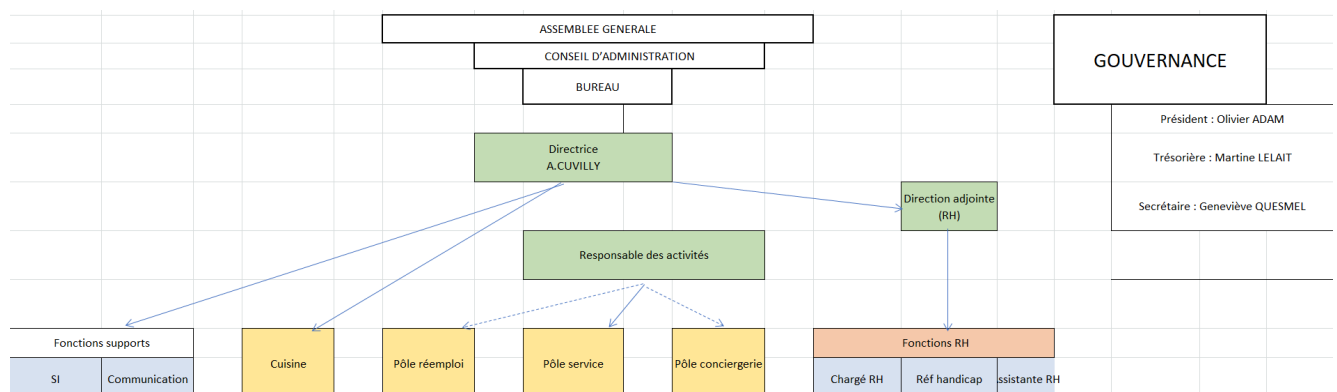 ASSEMBLEE GENERALE
CONSEIL D'ADMINISTRATION
BUREAU
GOUVERNANCE
Président : Olivier ADAM
Trésorière : Martine LELAIT
Secrétaire : Geneviève QUESMEL
Directrice
A.CUVILLY
Direction adjointe
(RH)
Responsable des activités
Fonctions supports
SI
Communication
Cuisine
Pôle réemploi
Pôle service
Pôle conciergerie
Fonctions RH
Chargé RH
Réf handicap
ssistante RH